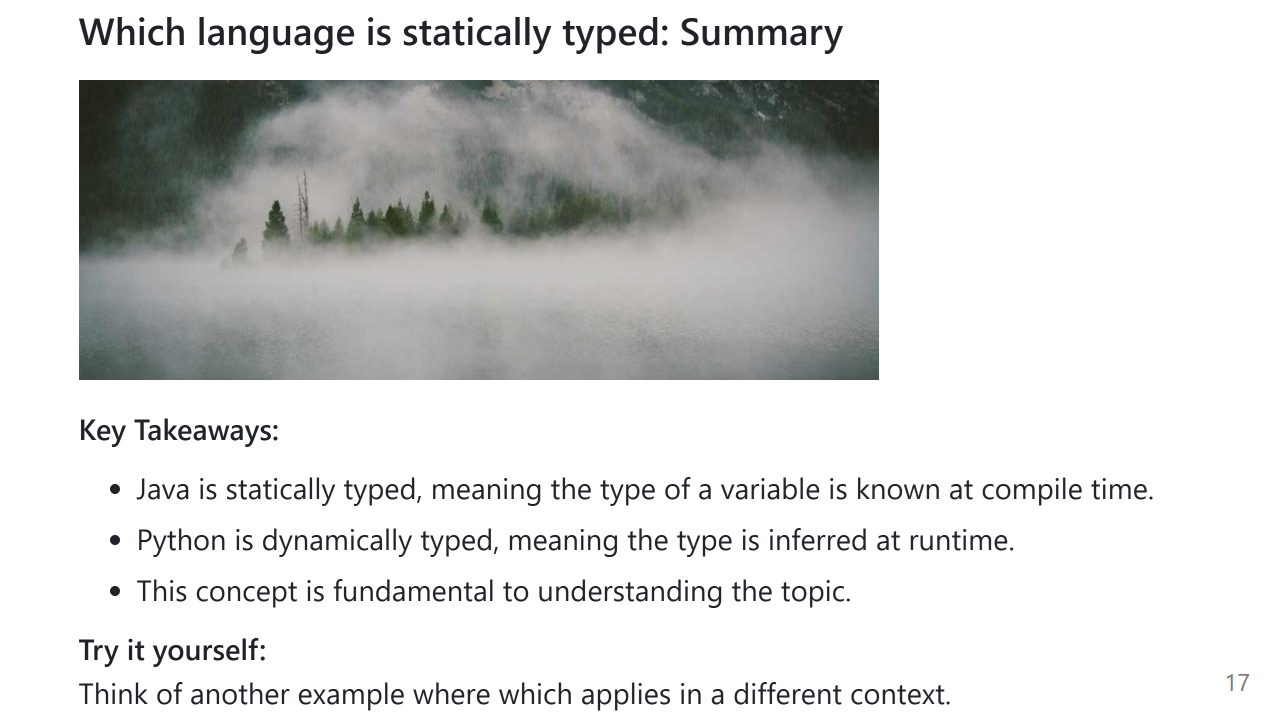 Which language is statically typed: Summary
Key Takeaways:
Java is statically typed, meaning the type of a variable is known at compile time.
Python is dynamically typed, meaning the type is inferred at runtime.
This concept is fundamental to understanding the topic.
Try it yourself:
Think of another example where which applies in a different context.
17